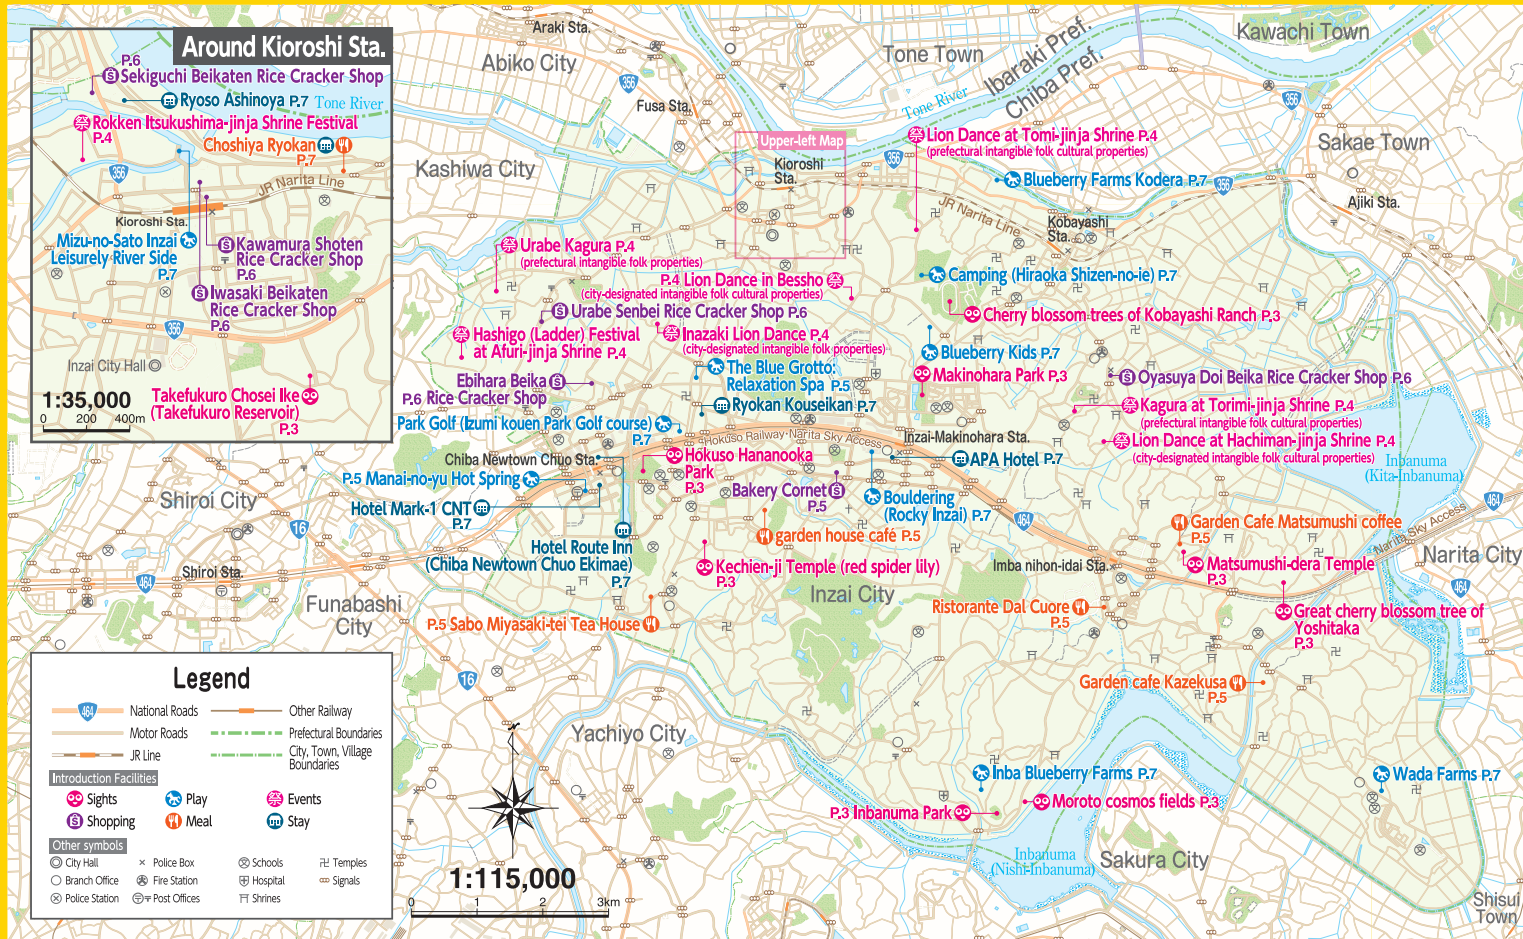 Around Kioroshi Sta.
P.6
Sekiguchi Beikaten Rice Cracker Shop
Ryoso Ashinoya P.7
Tone River
Rokken Itsukushima-jinja Shrine Festival
P.4
Choshiya Ryokan
P.7
356
JR Narita Line
Kioroshi Sta.
Mizu-no-Sato Inzai
Leisurely River Side
P.7
Kawamura Shoten
Rice Cracker Shop
P.6
Iwasaki Beikaten
Rice Cracker Shop
P.6
356
Inzai City Hall
1:35,000
0 200 400m
Takefukuro Chosei Ike
(Takefukuro Reservoir)
P.3
Araki Sta.
Abiko City
356
Fusa Sta.
Kashiwa City
Tone Town
Ibaraki Pref.
Chiba Pref.
Tone River
Kawachi Town
356
Sakae Town
Ajiki Sta.
Upper-left Map
Kioroshi
Sta.
356
Lion Dance at Tomi-jinja Shrine P.4
(prefectural intangible folk cultural properties)
Blueberry Farms Kodera P.7
356
JR Narita Line
Kobayashi
Sta.
Urabe Kagura P.4
(prefectural intangible folk cultural properties)
P.4 Lion Dance in Bessho
(city-designated intangible folk cultural properties)
Camping (Hiraoka Shizen-no-ie) P.7
Urabe Senbei Rice Cracker Shop P.6
Cherry blossom trees of Kobayashi Ranch P.3
Hashigo (Ladder) Festival
at Afuri-jinja Shrine P.4
Inazaki Lion Dance P.4
(city-designated intangible folk properties)
Blueberry Kids P.7
The Blue Grotto:
Relaxation Spa P.5
Makinohara Park P.3
Oyasuya Doi Beika Rice Cracker Shop P.6
Ebihara Beika
P.6 Rice Cracker Shop
Ryokan Kouseikan P.7
Kagura at Torimi-jinja Shrine P.4
(prefectural intangible folk cultural properties)
Park Golf (Izumi kouen Park Golf course)
P.7
Hokuso Railway·Narita Sky Access
Inzai-Makinohara Sta.
Lion Dance at Hachiman-jinja Shrine P.4
(city-designated intangible folk cultural properties)
Chiba Newtown Chuo Sta.
Hokuso Hananooka
Park
P.3
APA Hotel P.7
Inbanuma
(Kita-Inbanuma)
P.5 Manai-no-yu Hot Spring
Bakery Cornet
P.5
Bouldering
(Rocky Inzai) P.7
Shiroi City
Hotel Mark-1 CNT
P.7
464
464
16
garden house café P.5
Garden Cafe Matsumushi coffee
P.5
Narita Sky Access
Hotel Route Inn
(Chiba Newtown Chuo Ekimae)
P.7
Kechien-ji Temple (red spider lily)
P.3
Imba nihon-idai Sta.
Matsumushi-dera Temple
P.3
Narita City
Shiroi Sta.
464
464
Inzai City
Funabashi
City
Ristorante Dal Cuore
P.5
Great cherry blossom tree of
Yoshitaka
P.3
P.5 Sabo Miyasaki-tei Tea House
16
Garden cafe Kazekusa
P.5
Yachiyo City
Inba Blueberry Farms P.7
Wada Farms P.7
P.3 Inbanuma Park
Moroto cosmos fields P.3
Inbanuma
(Nishi-Inbanuma)
Sakura City
Shisui
Town
1:115,000
0 1 2 3km
Legend
464 National Roads Other Railway
Motor Roads Prefectural Boundaries
JR Line City, Town, Village
Boundaries
Introduction Facilities
Sights Play Events
Shopping Meal Stay
Other symbols
City Hall Police Box Schools Temples
Branch Office Fire Station Hospital Signals
Police Station Post Offices Shrines